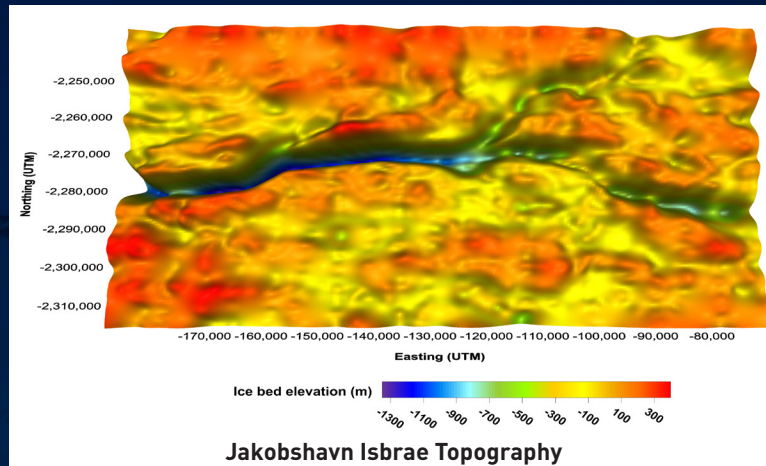 -2,250,000
-2,260,000
-2,270,000
-2,280,000
-2,290,000
-2,300,000
-2,310,000
Northing (UTM)
-170,000 -160,000 -150,000 -140,000 -130,000 -120,000 -110,000 -100,000 -90,000 -80,000
Easting (UTM)
Ice bed elevation (m)
-1300 -1100 -900 -700 -500 -300 -100 100 300
Jakobshavn Isbrae Topography